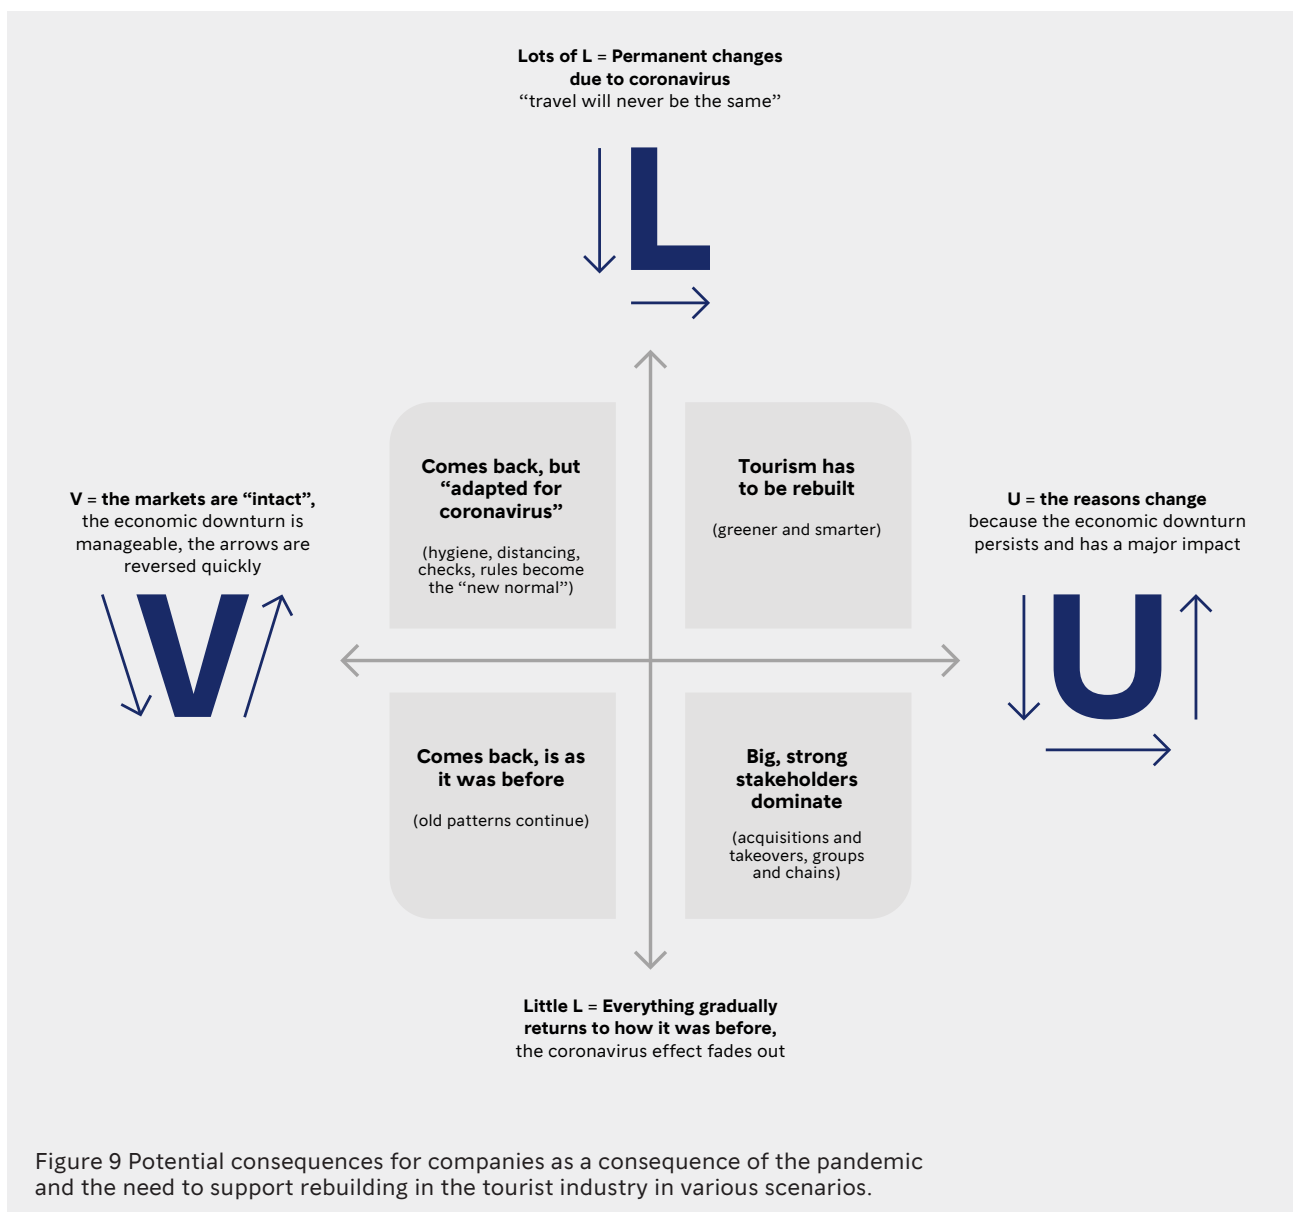 Lots of L = Permanent changes
due to coronavirus
“travel will never be the same”
L
Comes back, but
“adapted for
coronavirus”
(hygiene, distancing,
checks, rules become
the “new normal”)
Tourism has
to be rebuilt
(greener and smarter)
V = the markets are “intact”,
the economic downturn is
manageable, the arrows are
reversed quickly
V
U = the reasons change
because the economic downturn
persists and has a major impact
U
Comes back, is as
it was before
(old patterns continue)
Big, strong
stakeholders
dominate
(acquisitions and
takeovers, groups
and chains)
Little L = Everything gradually
returns to how it was before,
the coronavirus effect fades out
Figure 9 Potential consequences for companies as a consequence of the pandemic
and the need to support rebuilding in the tourist industry in various scenarios.